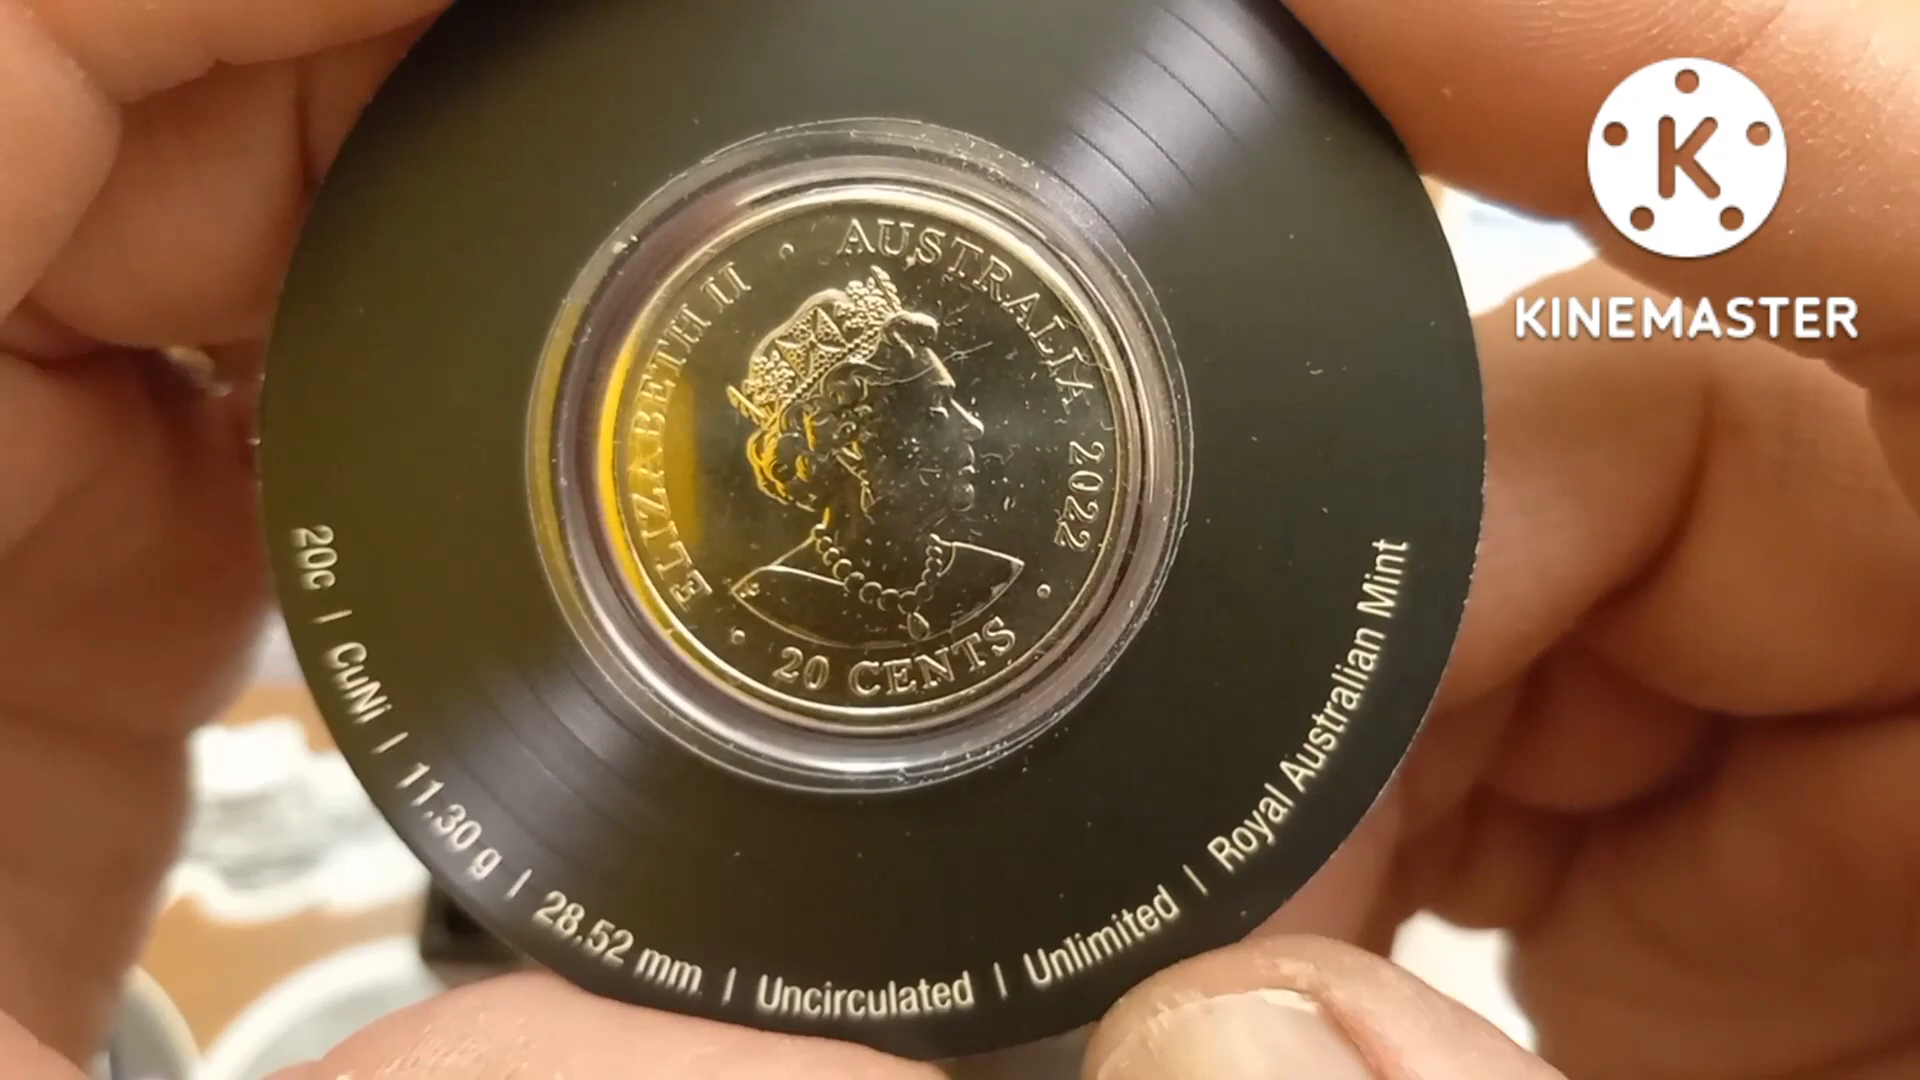 ELIZABETH II • AUSTRALIA 2022 •
• 20 CENTS
20c | CuNi | 11.30 g | 28.52 mm | Uncirculated | Unlimited | Royal Australian Mint
K
KINEMASTER